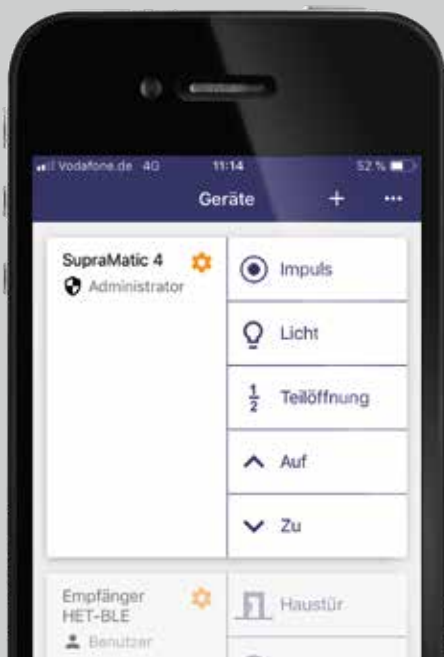 Vodafone.de 4G 11:14 52 %
Geräte + ...
SupraMatic 4
Administrator
Impuls
Licht
1/2 Teilöffnung
Auf
Zu
Empfänger
HET-BLE
Benutzer
Haustür